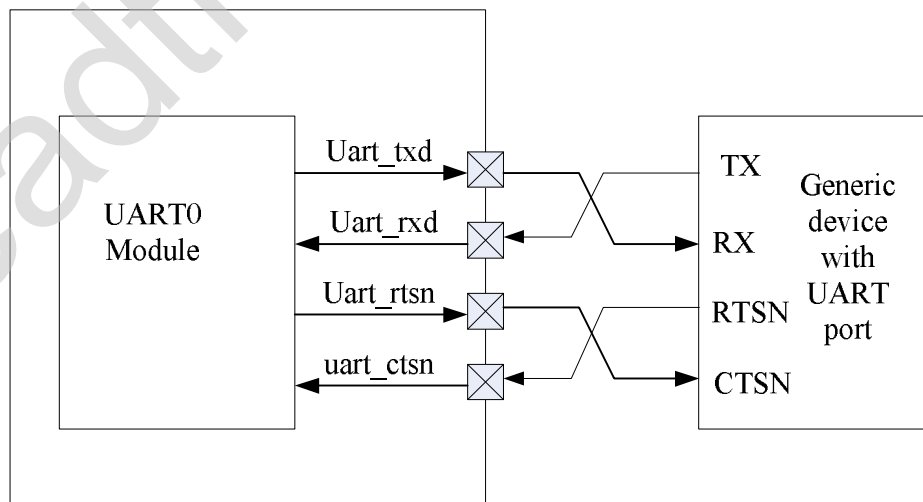 Uart_txd
Uart_rxd
Uart_rtsn
uart_ctsn
UART0
Module
TX
RX
RTSN
CTSN
Generic
device
with
UART
port